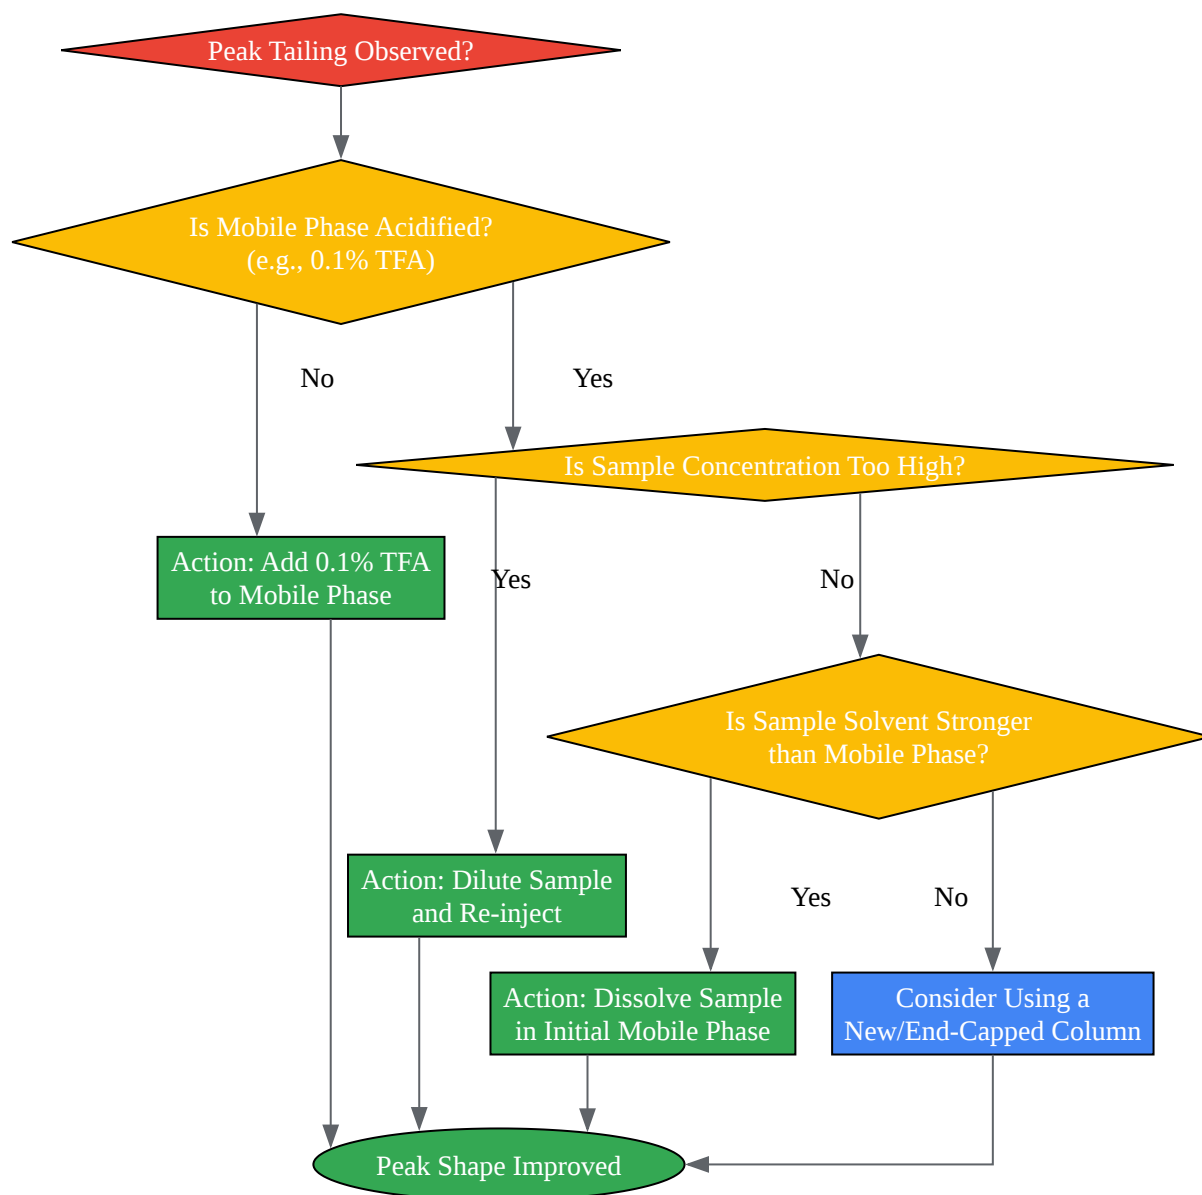 Peak Tailing Observed?
Is Mobile Phase Acidified?
(e.g., 0.1% TFA)
No
Yes
Is Sample Concentration Too High?
Action: Add 0.1% TFA
to Mobile Phase
Yes
No
Is Sample Solvent Stronger
than Mobile Phase?
Action: Dilute Sample
and Re-inject
Yes
No
Action: Dissolve Sample
in Initial Mobile Phase
Consider Using a
New/End-Capped Column
Peak Shape Improved